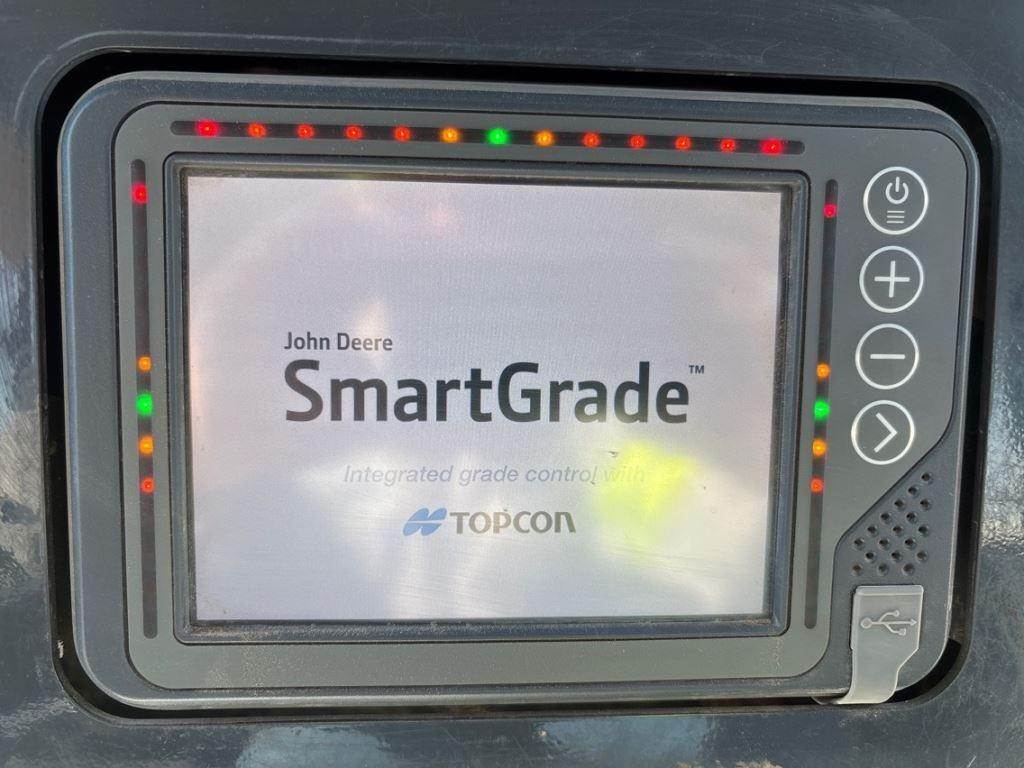 John Deere
SmartGrade™
Integrated grade control with
TOPCON